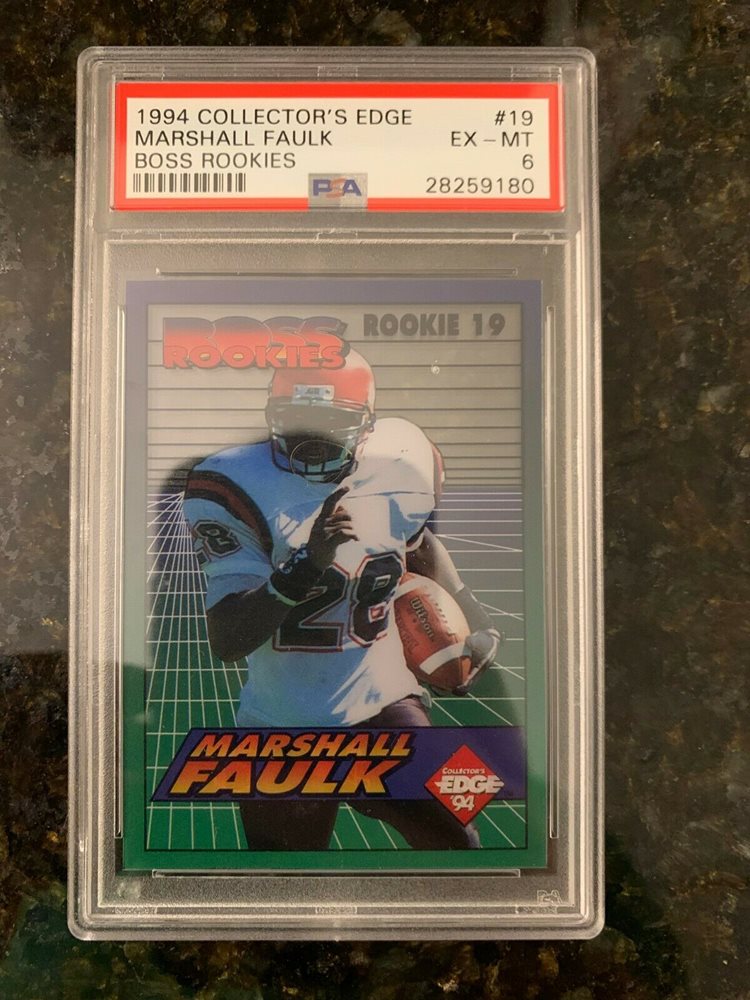 1994 COLLECTOR'S EDGE #19
MARSHALL FAULK EX - MT
BOSS ROOKIES 6
PSA 28259180
BOSS
ROOKIES
ROOKIE 19
28
28
Wilson
MARSHALL
FAULK
COLLECTOR'S
EDGE
'94